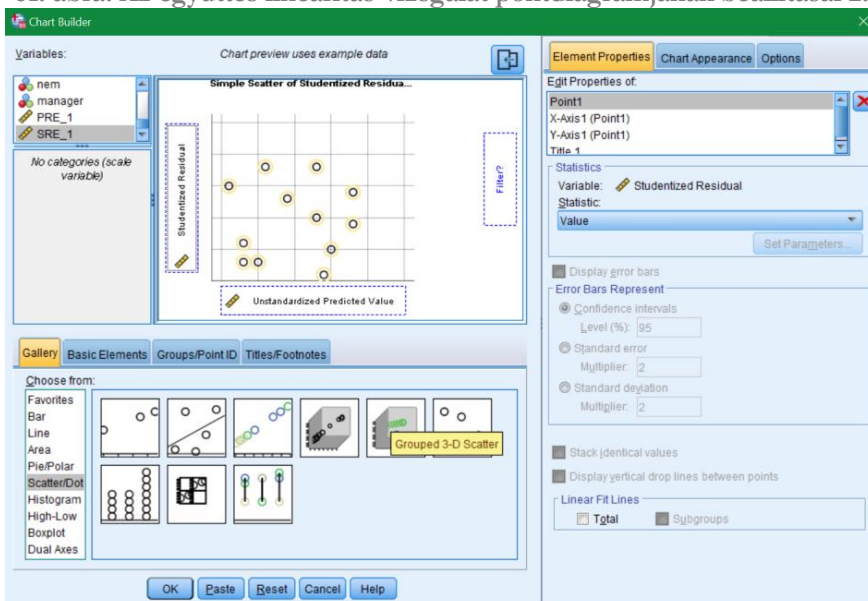 Chart Builder
Variables:
Chart preview uses example data
nem
manager
PRE_1
SRE_1
No categories (scale
variable)
Simple Scatter of Studentized Residua...
Studentized Residual
Filter?
Unstandardized Predicted Value
Gallery
Basic Elements
Groups/Point ID
Titles/Footnotes
Choose from:
Favorites
Bar
Line
Area
Pie/Polar
Scatter/Dot
Histogram
High-Low
Boxplot
Dual Axes
Grouped 3-D Scatter
OK
Paste
Reset
Cancel
Help
Element Properties
Chart Appearance
Options
Edit Properties of:
Point1
X-Axis1 (Point1)
Y-Axis1 (Point1)
Title 1
Statistics
Variable: Studentized Residual
Statistic:
Value
Set Parameters...
Display error bars
Error Bars Represent
Confidence intervals
Level (%): 95
Standard error
Multiplier: 2
Standard deviation
Multiplier: 2
Stack identical values
Display vertical drop lines between points
Linear Fit Lines
Total
Subgroups